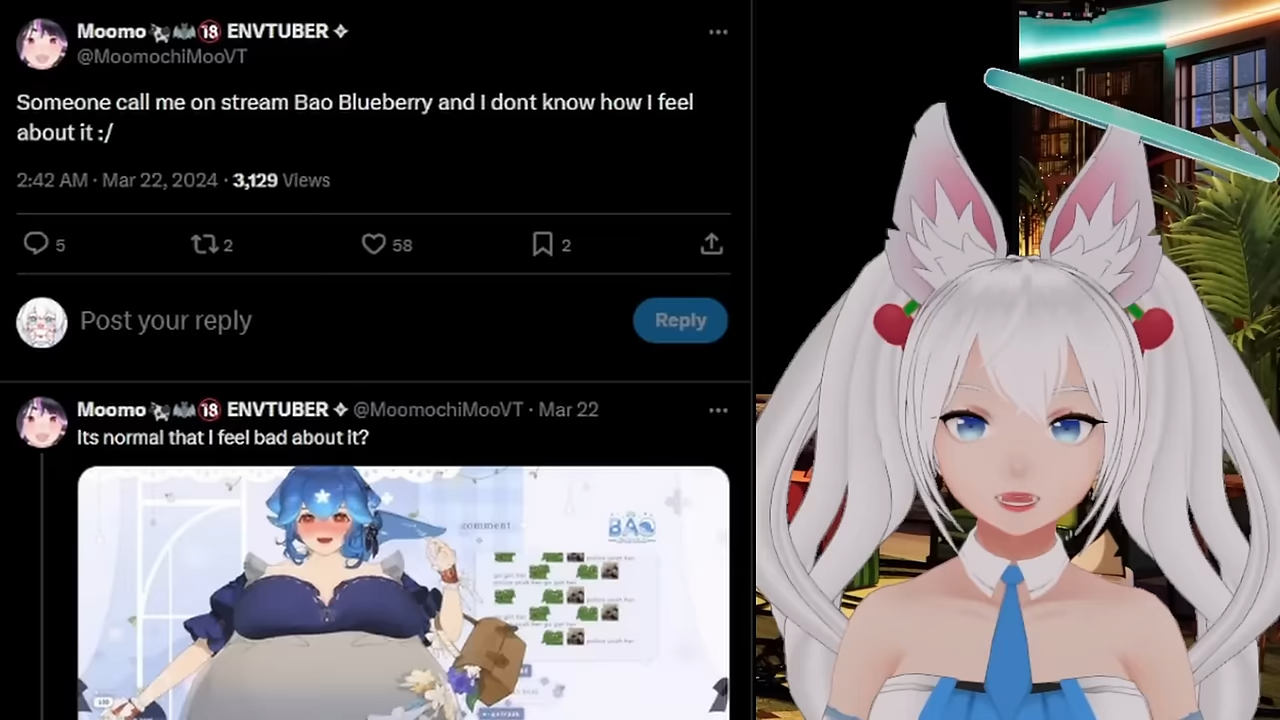 Moomo 🔞 ENVTUBER ✧
@MoomochiMooVT
Someone call me on stream Bao Blueberry and I dont know how I feel
about it :/
2:42 AM · Mar 22, 2024 · 3,129 Views
5 2 58 2
Post your reply
Reply
Moomo 🔞 ENVTUBER ✧ @MoomochiMooVT · Mar 22
Its normal that I feel bad about it?
comment
BAO